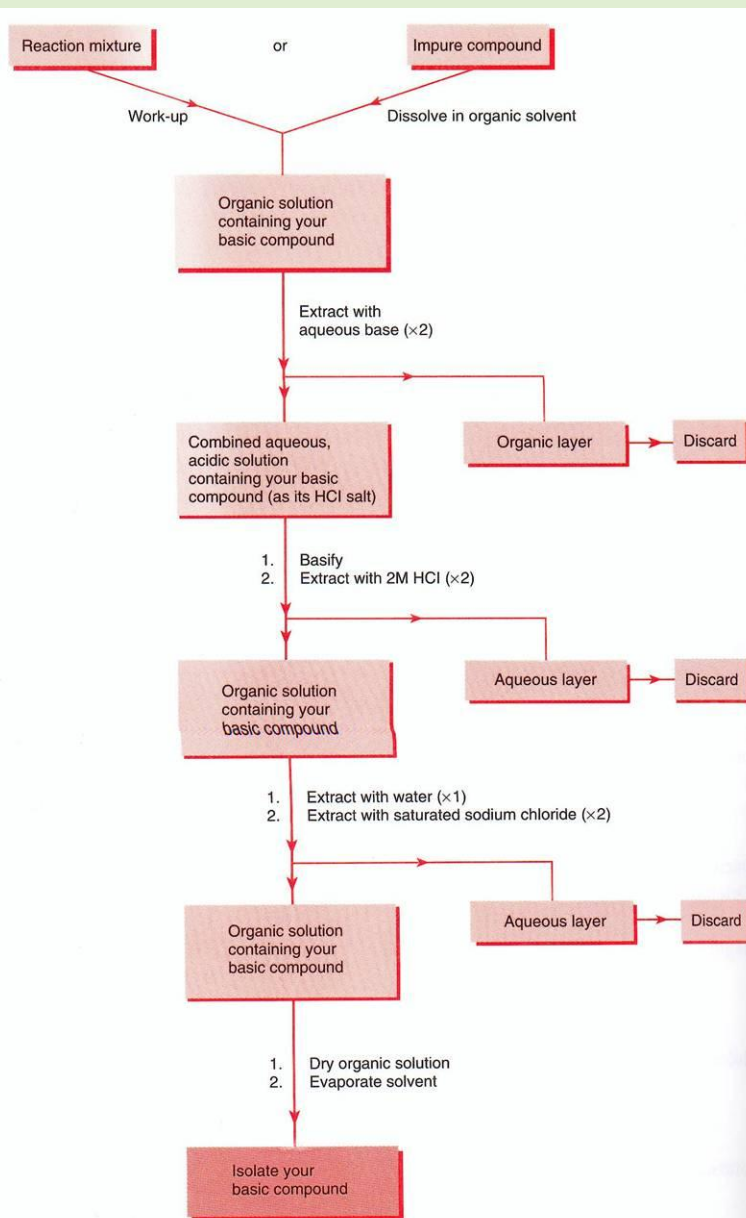 Reaction mixture
or
Impure compound
Work-up
Dissolve in organic solvent
Organic solution
containing your
basic compound
Extract with
aqueous base (×2)
Combined aqueous,
acidic solution
containing your basic
compound (as its HCl salt)
Organic layer
Discard
1. Basify
2. Extract with 2M HCl (×2)
Organic solution
containing your
basic compound
Aqueous layer
Discard
1. Extract with water (×1)
2. Extract with saturated sodium chloride (×2)
Organic solution
containing your
basic compound
Aqueous layer
Discard
1. Dry organic solution
2. Evaporate solvent
Isolate your
basic compound